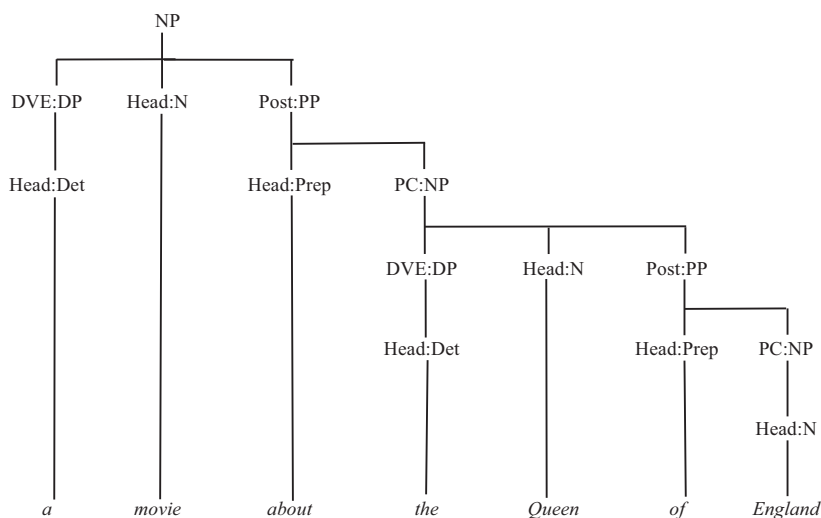 NP
DVE:DP Head:N Post:PP
Head:Det Head:Prep PC:NP
DVE:DP Head:N Post:PP
Head:Det Head:Prep PC:NP
Head:N
a movie about the Queen of England